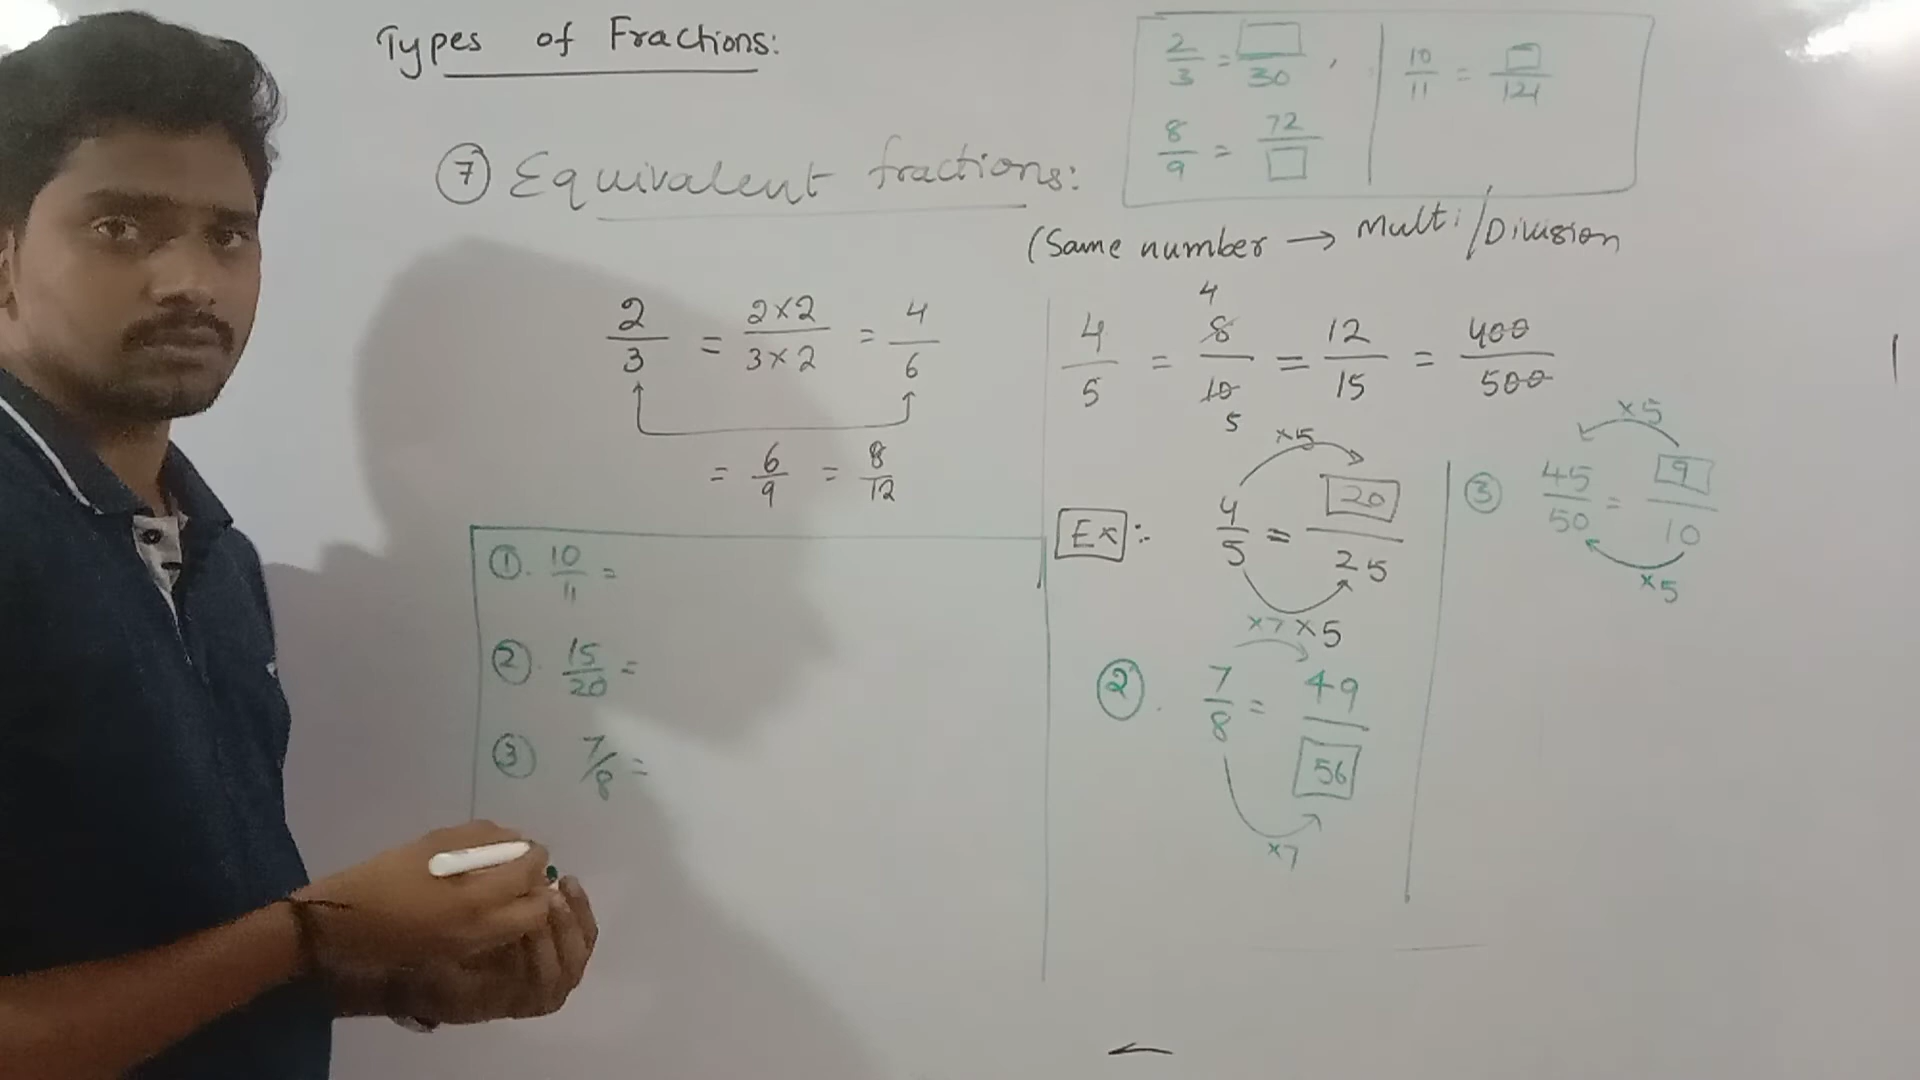 Types of Fractions:
2/3 = □/30 ,
10/11 = □/121
8/9 = 72/□
⑦ Equivalent fractions:
(Same number → Multi:/Division
2/3 = 2×2/3×2 = 4/6
= 6/9 = 8/12
4
4/5 = 8/10 = 12/15 = 400/500
5
① 10/11 =
② 15/20 =
③ 7/8 =
×5
Ex :- 4/5 = 20/25
×5
×7
② . 7/8 = 49/56
×7
×5
③ 45/50 = 9/10
×5